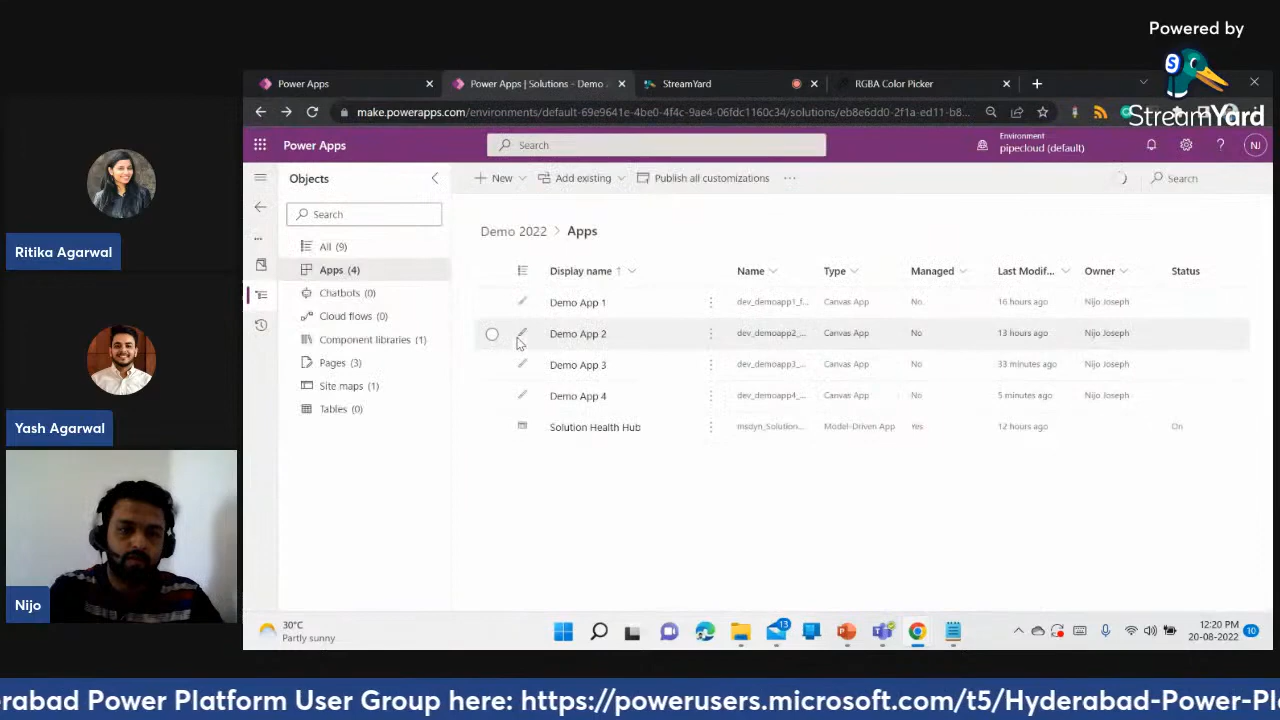 Powered by
StreamYard
Ritika Agarwal
Yash Agarwal
Nijo
Power Apps
Power Apps | Solutions - Demo
StreamYard
RGBA Color Picker
make.powerapps.com/environments/default-69e9641e-4be0-4f4c-9ae4-06fdc1160c34/solutions/eb8e6dd0-2f1a-ed11-b8...
Power Apps
Search
Environment
pipecloud (default)
NJ
Objects
New
Add existing
Publish all customizations
Search
Search
All (9)
Apps (4)
Chatbots (0)
Cloud flows (0)
Component libraries (1)
Pages (3)
Site maps (1)
Tables (0)
Demo 2022 > Apps
Display name ↑ Name Type Managed Last Modif... Owner Status
Demo App 1 dev_demoapp1_f... Canvas App No 16 hours ago Nijo Joseph
Demo App 2 dev_demoapp2_... Canvas App No 13 hours ago Nijo Joseph
Demo App 3 dev_demoapp3_... Canvas App No 33 minutes ago Nijo Joseph
Demo App 4 dev_demoapp4_... Canvas App No 5 minutes ago Nijo Joseph
Solution Health Hub msdyn_Solution... Model-Driven App Yes 12 hours ago On
30°C
Partly sunny
13
12:20 PM
20-08-2022
10
erabad Power Platform User Group here: https://powerusers.microsoft.com/t5/Hyderabad-Power-Pl